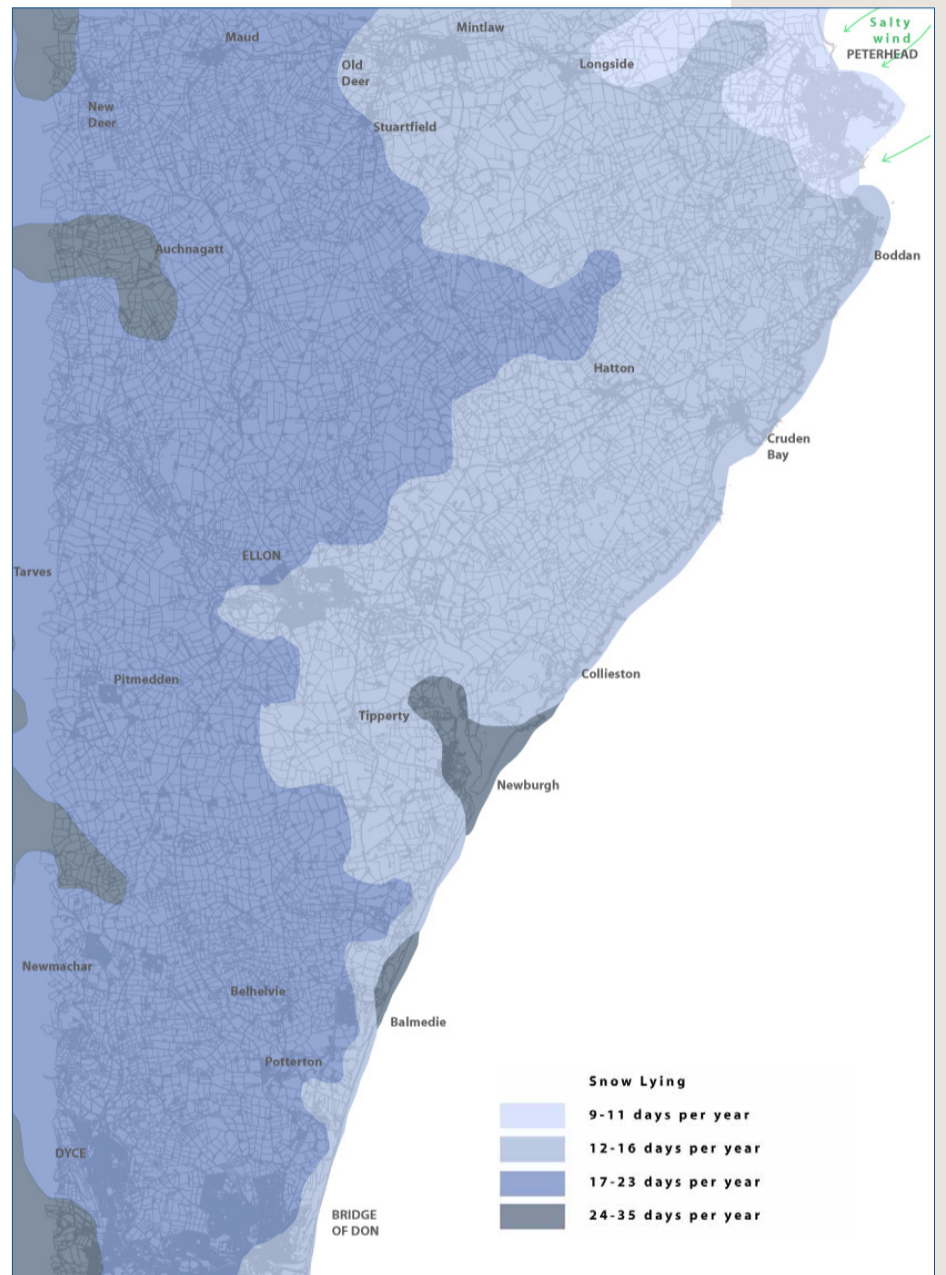 Salty
wind
PETERHEAD
Mintlaw
Maud
Old
Deer
Longside
New
Deer
Stuartfield
Auchnagatt
Boddan
Hatton
Cruden
Bay
ELLON
Tarves
Collieston
Pitmedden
Tipperty
Newburgh
Newmachar
Belhelvie
Balmedie
Potterton
DYCE
BRIDGE
OF DON
Snow Lying
9-11 days per year
12-16 days per year
17-23 days per year
24-35 days per year